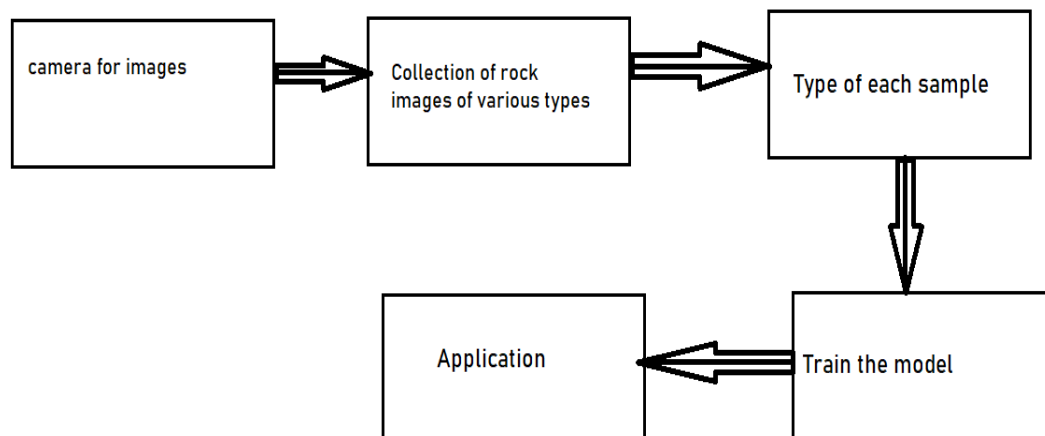 camera for images
Collection of rock
images of various types
Type of each sample
Train the model
Application